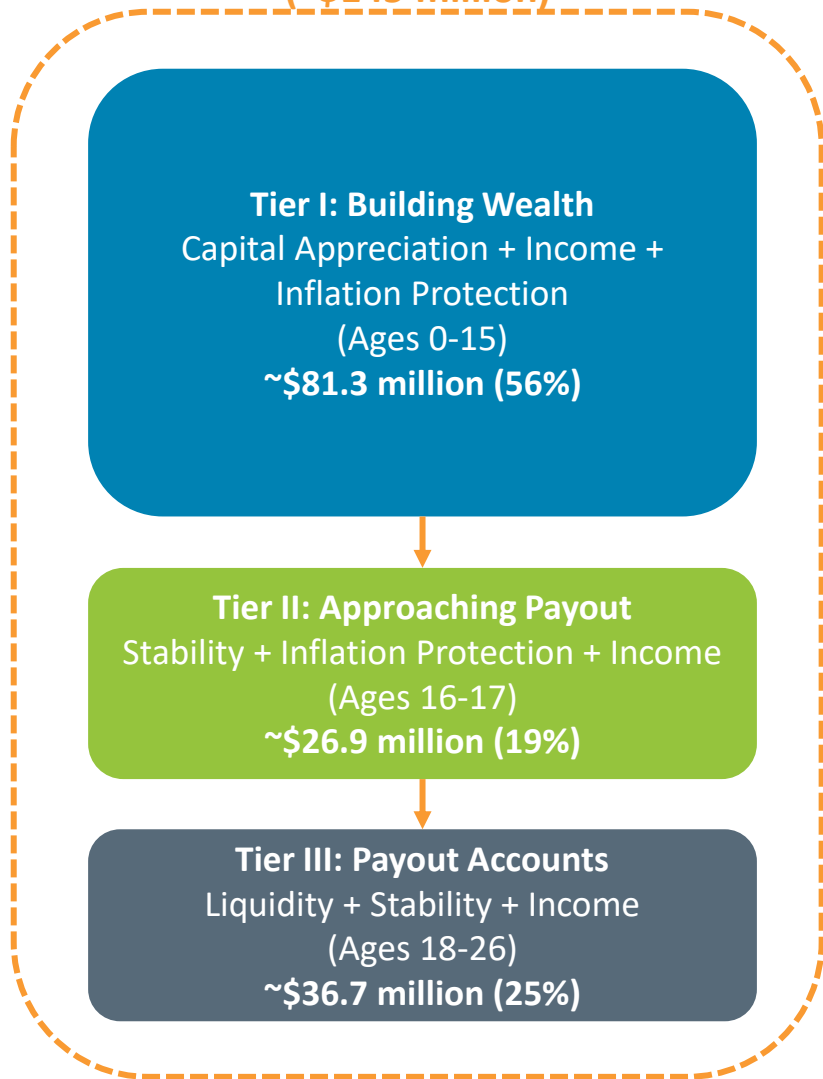 million)
Tier I: Building Wealth
Capital Appreciation + Income +
Inflation Protection
(Ages 0-15)
~$81.3 million (56%)
Tier II: Approaching Payout
Stability + Inflation Protection + Income
(Ages 16-17)
~$26.9 million (19%)
Tier III: Payout Accounts
Liquidity + Stability + Income
(Ages 18-26)
~$36.7 million (25%)